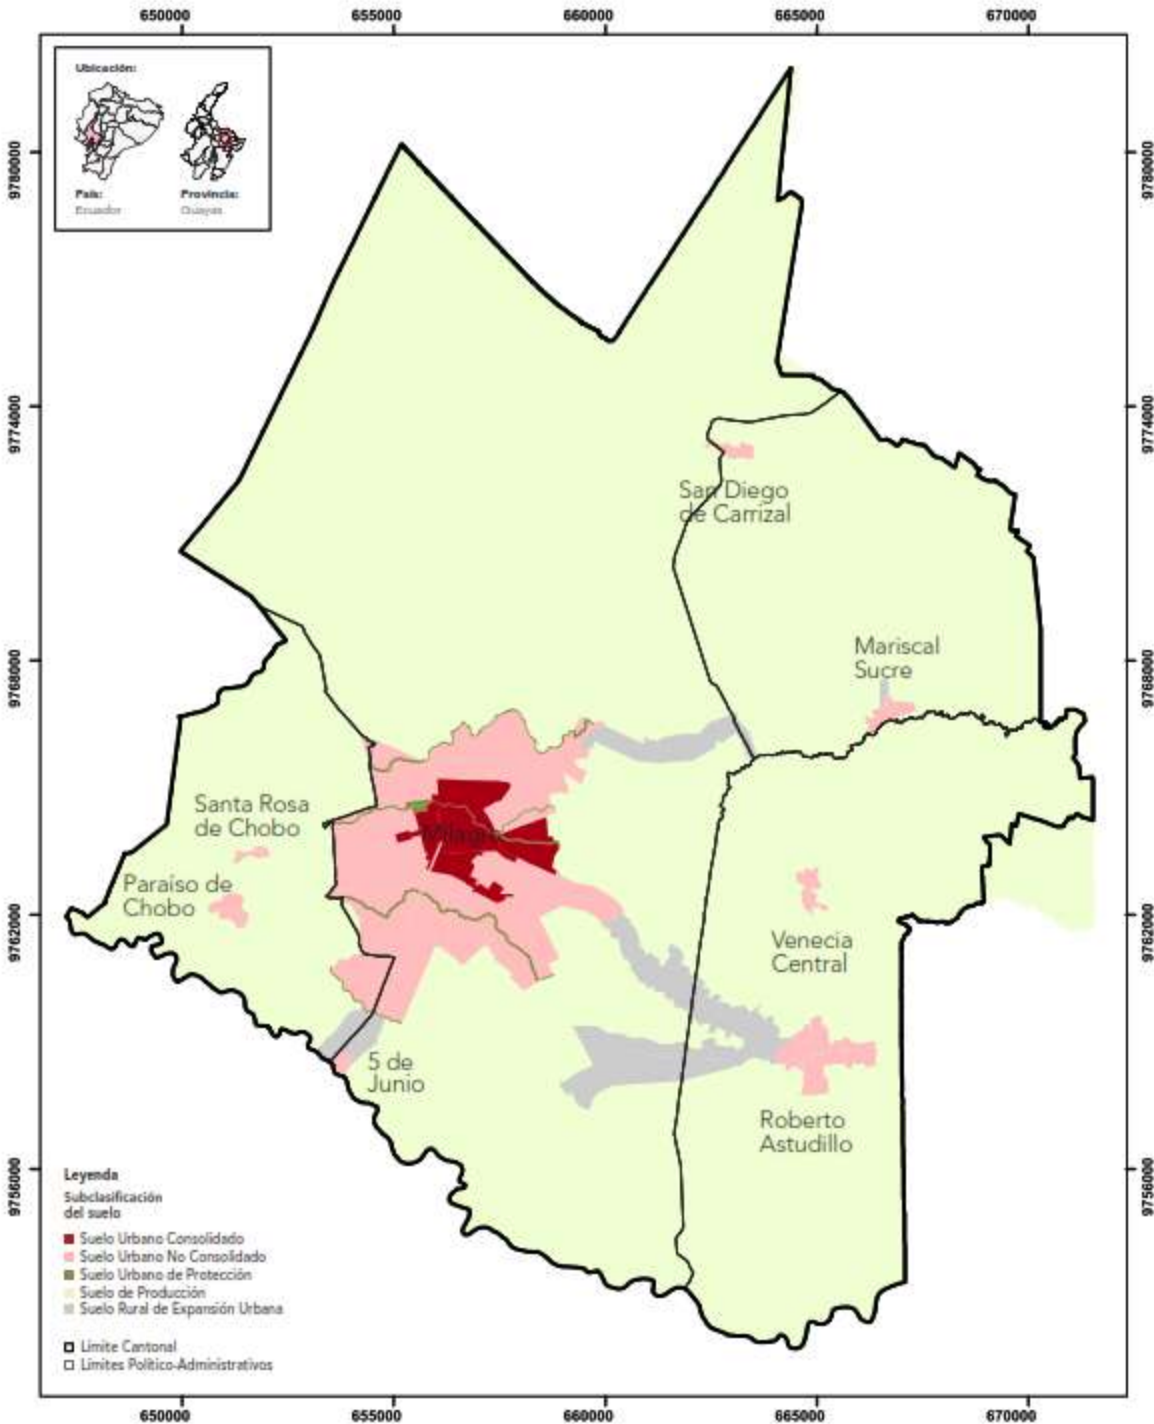 650000 655000 660000 665000 670000
Ubicación:
País:
Ecuador
Provincia:
Guayas
9780000
9780000
9774000
9774000
San Diego
de Carrizal
Mariscal
Sucre
9768000
9768000
Santa Rosa
de Chobo
Milagro
Paraíso de
Chobo
9762000
9762000
Venecia
Central
5 de
Junio
Roberto
Astudillo
9756000
9756000
Leyenda
Subclasificación
del suelo
Suelo Urbano Consolidado
Suelo Urbano No Consolidado
Suelo Urbano de Protección
Suelo de Producción
Suelo Rural de Expansión Urbana
Límite Cantonal
Límites Político-Administrativos
650000 655000 660000 665000 670000